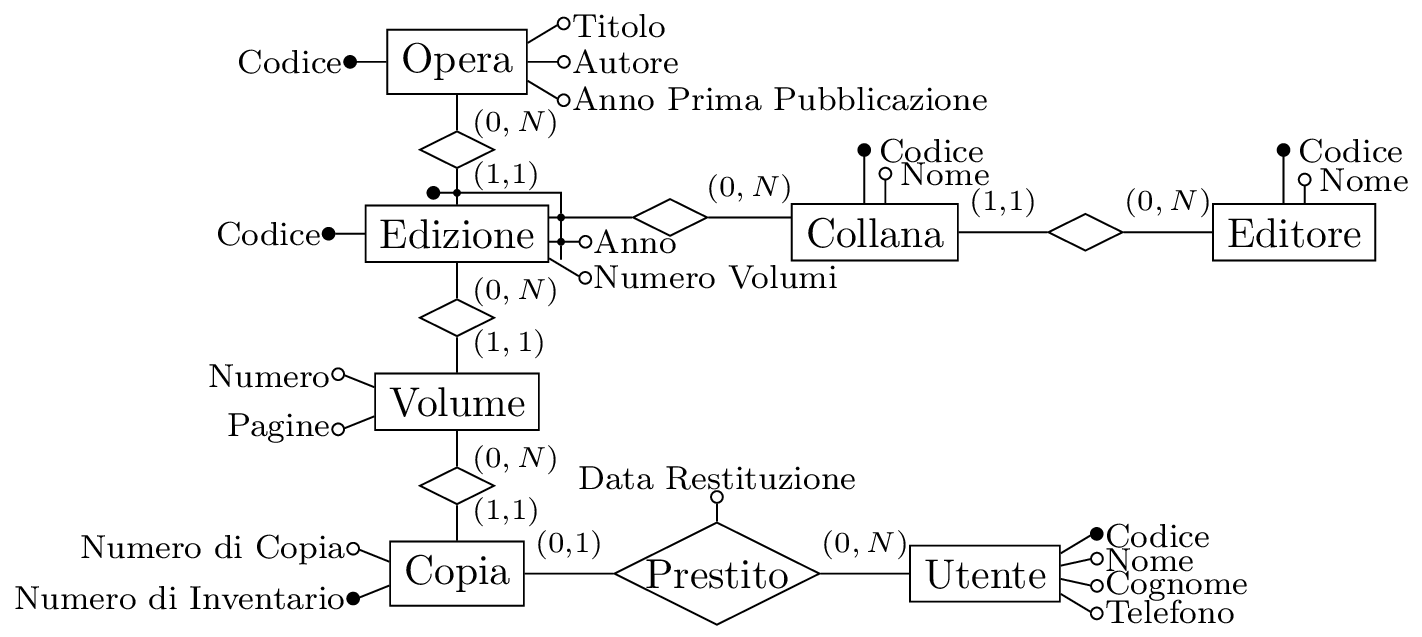 Titolo
Codice
Opera
Autore
Anno Prima Pubblicazione
(0, N)
(1,1)
Codice
Nome
Codice
Nome
(0, N)
(1,1)
(0, N)
Codice
Edizione
Anno
Collana
Editore
Numero Volumi
(0, N)
(1, 1)
Numero
Volume
Pagine
(0, N)
Data Restituzione
(1,1)
Numero di Copia
(0,1)
(0, N)
Codice
Nome
Copia
Prestito
Utente
Cognome
Numero di Inventario
Telefono